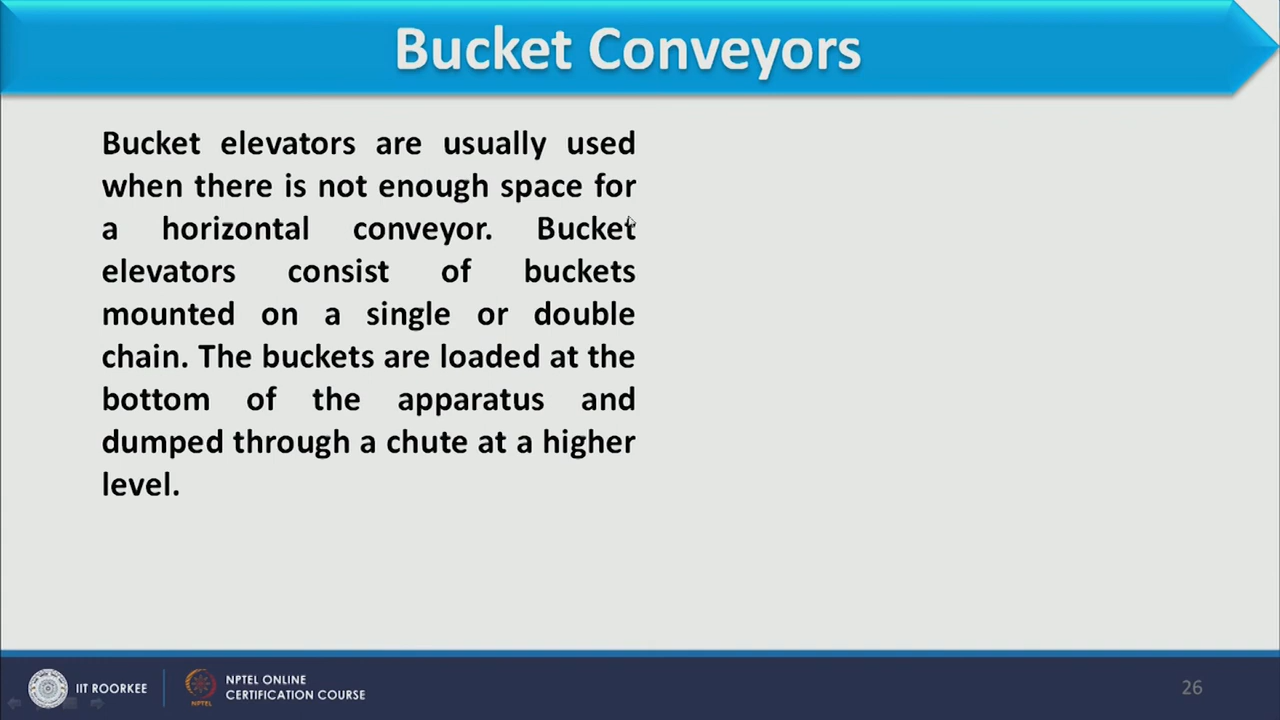 Bucket Conveyors
Bucket elevators are usually used
when there is not enough space for
a horizontal conveyor. Bucket
elevators consist of buckets
mounted on a single or double
chain. The buckets are loaded at the
bottom of the apparatus and
dumped through a chute at a higher
level.
IIT ROORKEE
NPTEL
NPTEL ONLINE
CERTIFICATION COURSE
26